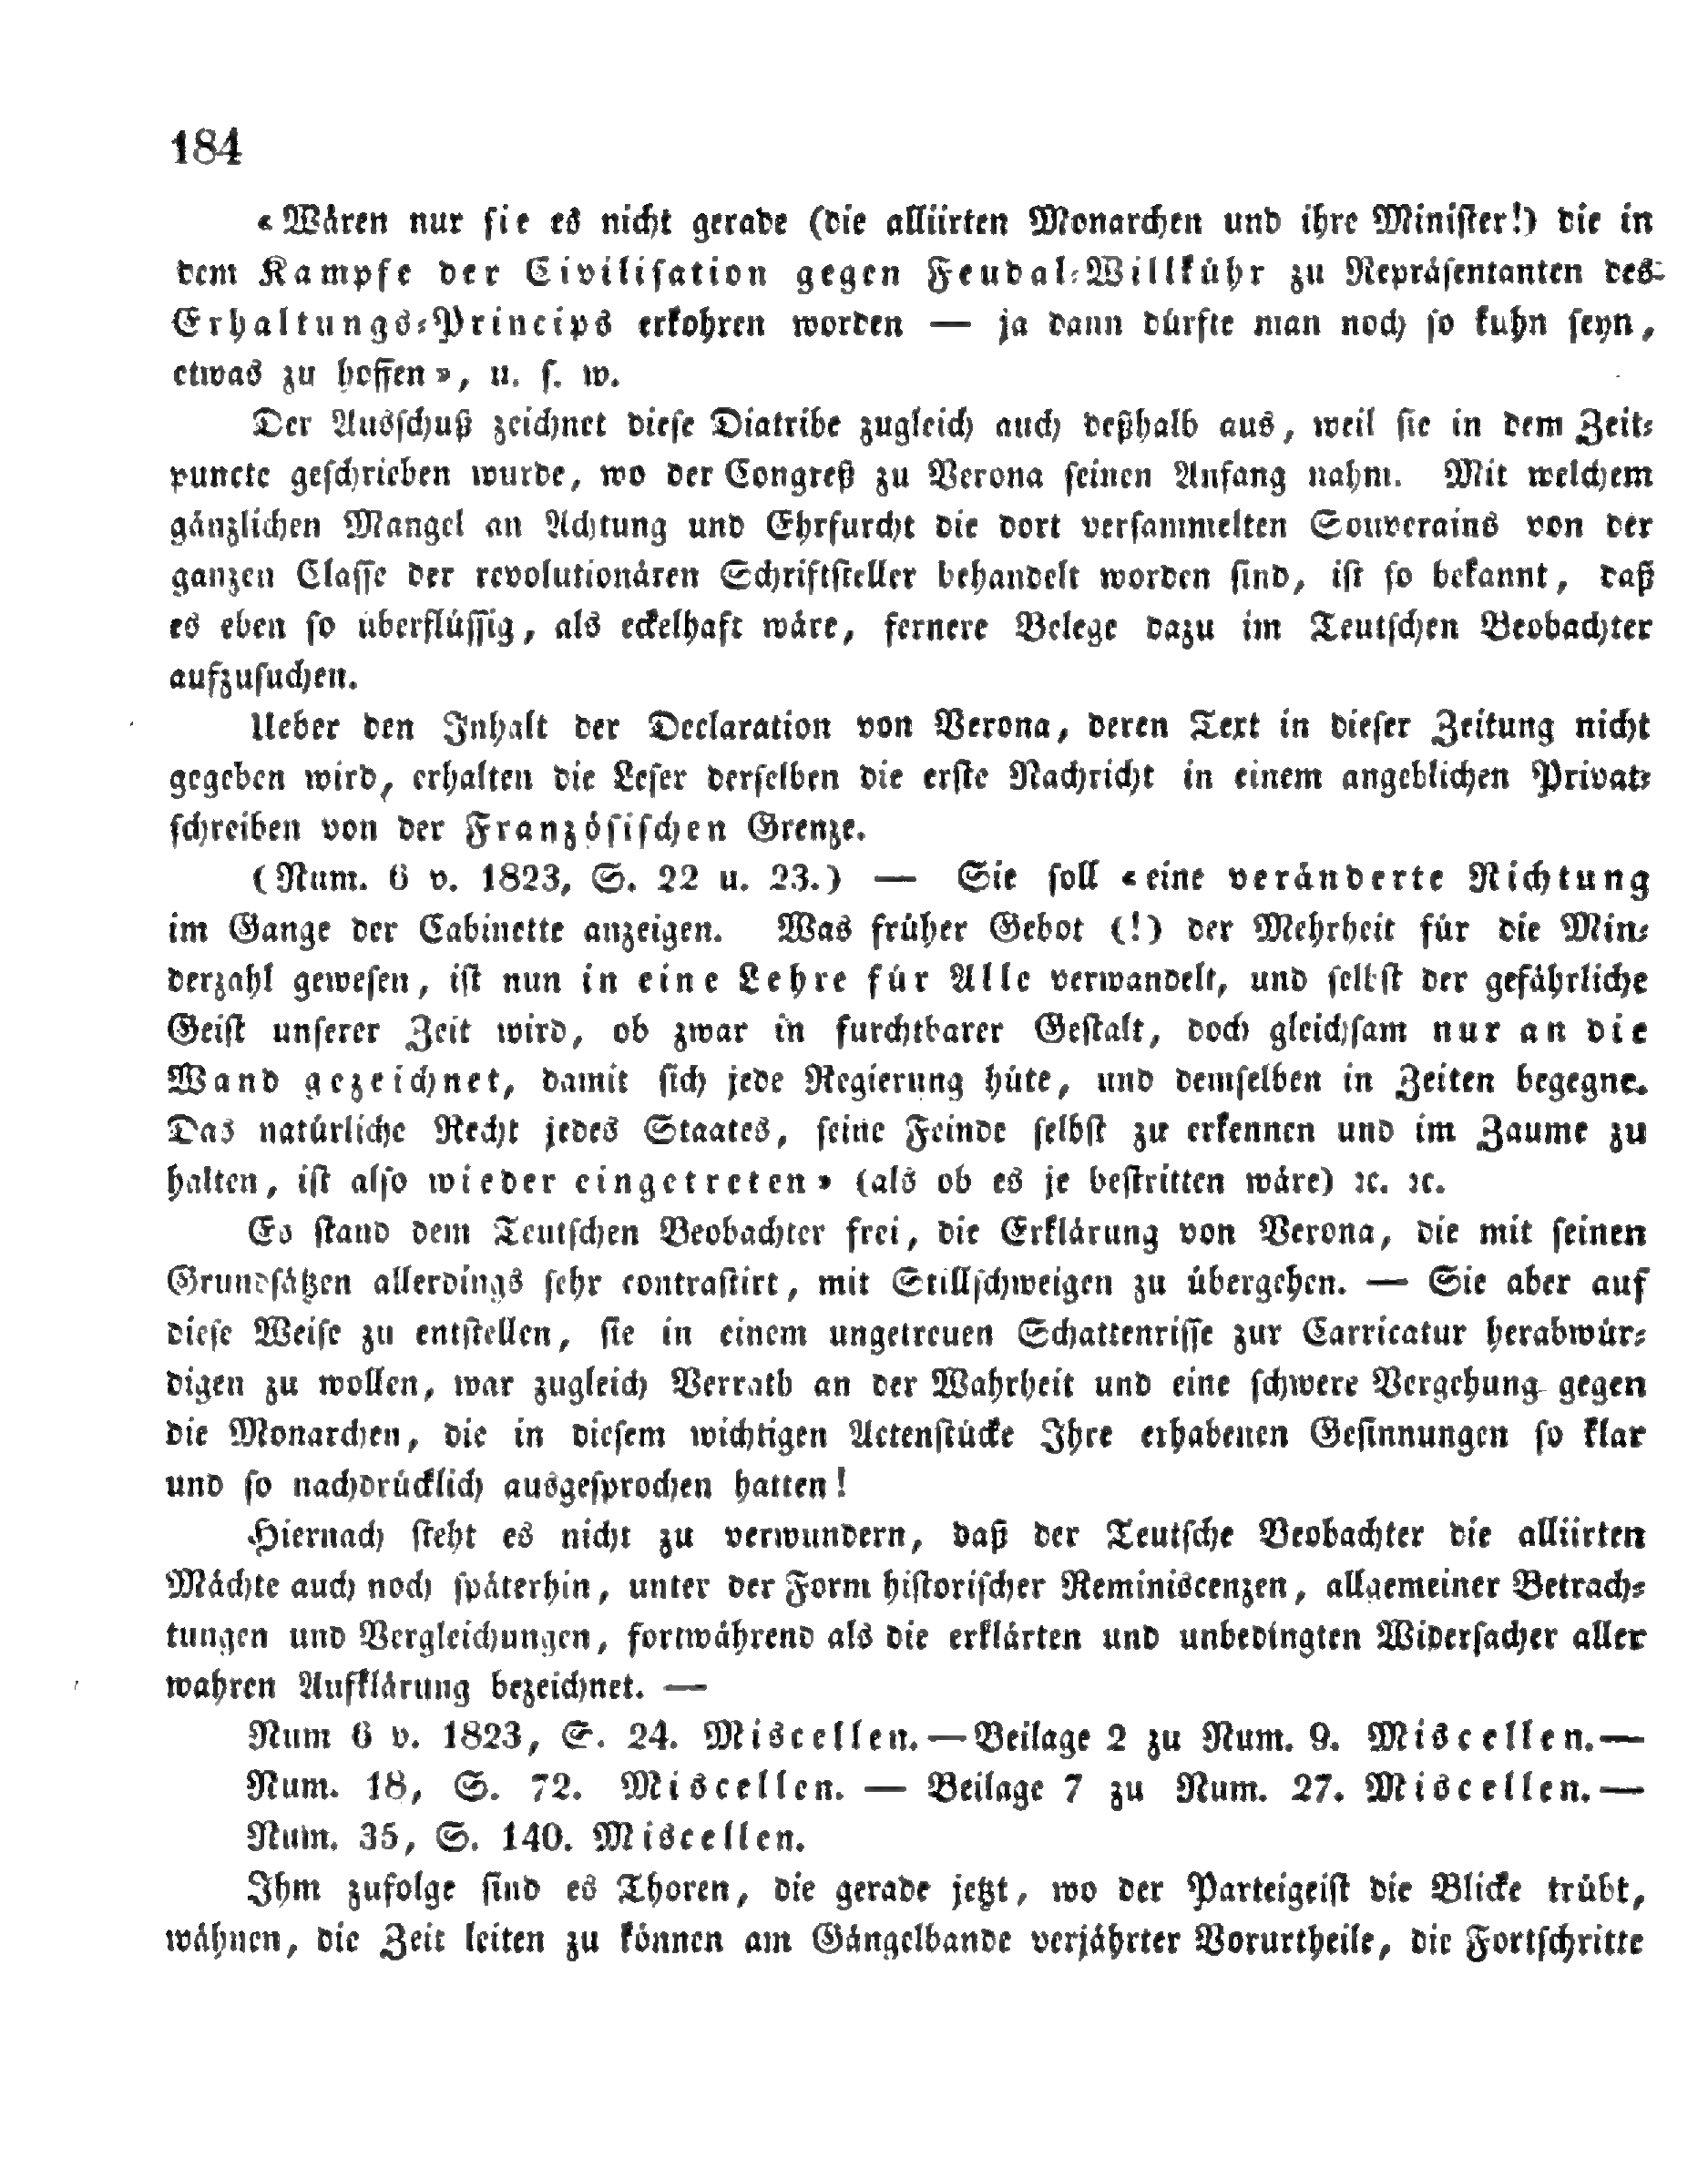 184
«Wären nur sie es nicht gerade (die alliirten Monarchen und ihre Minister!) die in
dem Kampfe der Civilisation gegen Feudal-Willkühr zu Repräsentanten des
Erhaltungs-Princips erkohren worden — ja dann dürfte man noch so kuhn seyn,
etwas zu hoffen», u. s. w.
Der Ausschuß zeichnet diese Diatribe zugleich auch deßhalb aus, weil sie in dem Zeit-
puncte geschrieben wurde, wo der Congreß zu Verona seinen Anfang nahm. Mit welchem
gänzlichen Mangel an Achtung und Ehrfurcht die dort versammelten Souverains von der
ganzen Classe der revolutionären Schriftsteller behandelt worden sind, ist so bekannt, daß
es eben so überflüssig, als eckelhaft wäre, fernere Belege dazu im Teutschen Beobachter
aufzusuchen.
Ueber den Inhalt der Declaration von Verona, deren Text in dieser Zeitung nicht
gegeben wird, erhalten die Leser derselben die erste Nachricht in einem angeblichen Privat-
schreiben von der Französischen Grenze.
(Num. 6 v. 1823, S. 22 u. 23.) — Sie soll «eine veränderte Richtung
im Gange der Cabinette anzeigen. Was früher Gebot (!) der Mehrheit für die Min-
derzahl gewesen, ist nun in eine Lehre für Alle verwandelt, und selbst der gefährliche
Geist unserer Zeit wird, ob zwar in furchtbarer Gestalt, doch gleichsam nur an die
Wand gezeichnet, damit sich jede Regierung hüte, und demselben in Zeiten begegne.
Das natürliche Recht jedes Staates, seine Feinde selbst zu erkennen und im Zaume zu
halten, ist also wieder eingetreten» (als ob es je bestritten wäre) ꝛc. ꝛc.
Es stand dem Teutschen Beobachter frei, die Erklärung von Verona, die mit seinen
Grundsätzen allerdings sehr contrastirt, mit Stillschweigen zu übergehen. — Sie aber auf
diese Weise zu entstellen, sie in einem ungetreuen Schattenrisse zur Carricatur herabwür-
digen zu wollen, war zugleich Verrath an der Wahrheit und eine schwere Vergehung gegen
die Monarchen, die in diesem wichtigen Actenstücke Ihre erhabenen Gesinnungen so klar
und so nachdrücklich ausgesprochen hatten!
Hiernach steht es nicht zu verwundern, daß der Teutsche Beobachter die alliirten
Mächte auch noch späterhin, unter der Form historischer Reminiscenzen, allgemeiner Betrach-
tungen und Vergleichungen, fortwährend als die erklärten und unbedingten Widersacher aller
wahren Aufklärung bezeichnet. —
Num 6 v. 1823, S. 24. Miscellen. — Beilage 2 zu Num. 9. Miscellen. —
Num. 18, S. 72. Miscellen. — Beilage 7 zu Num. 27. Miscellen. —
Num. 35, S. 140. Miscellen.
Ihm zufolge sind es Thoren, die gerade jetzt, wo der Parteigeist die Blicke trübt,
wähnen, die Zeit leiten zu können am Gängelbande verjährter Vorurtheile, die Fortschritte